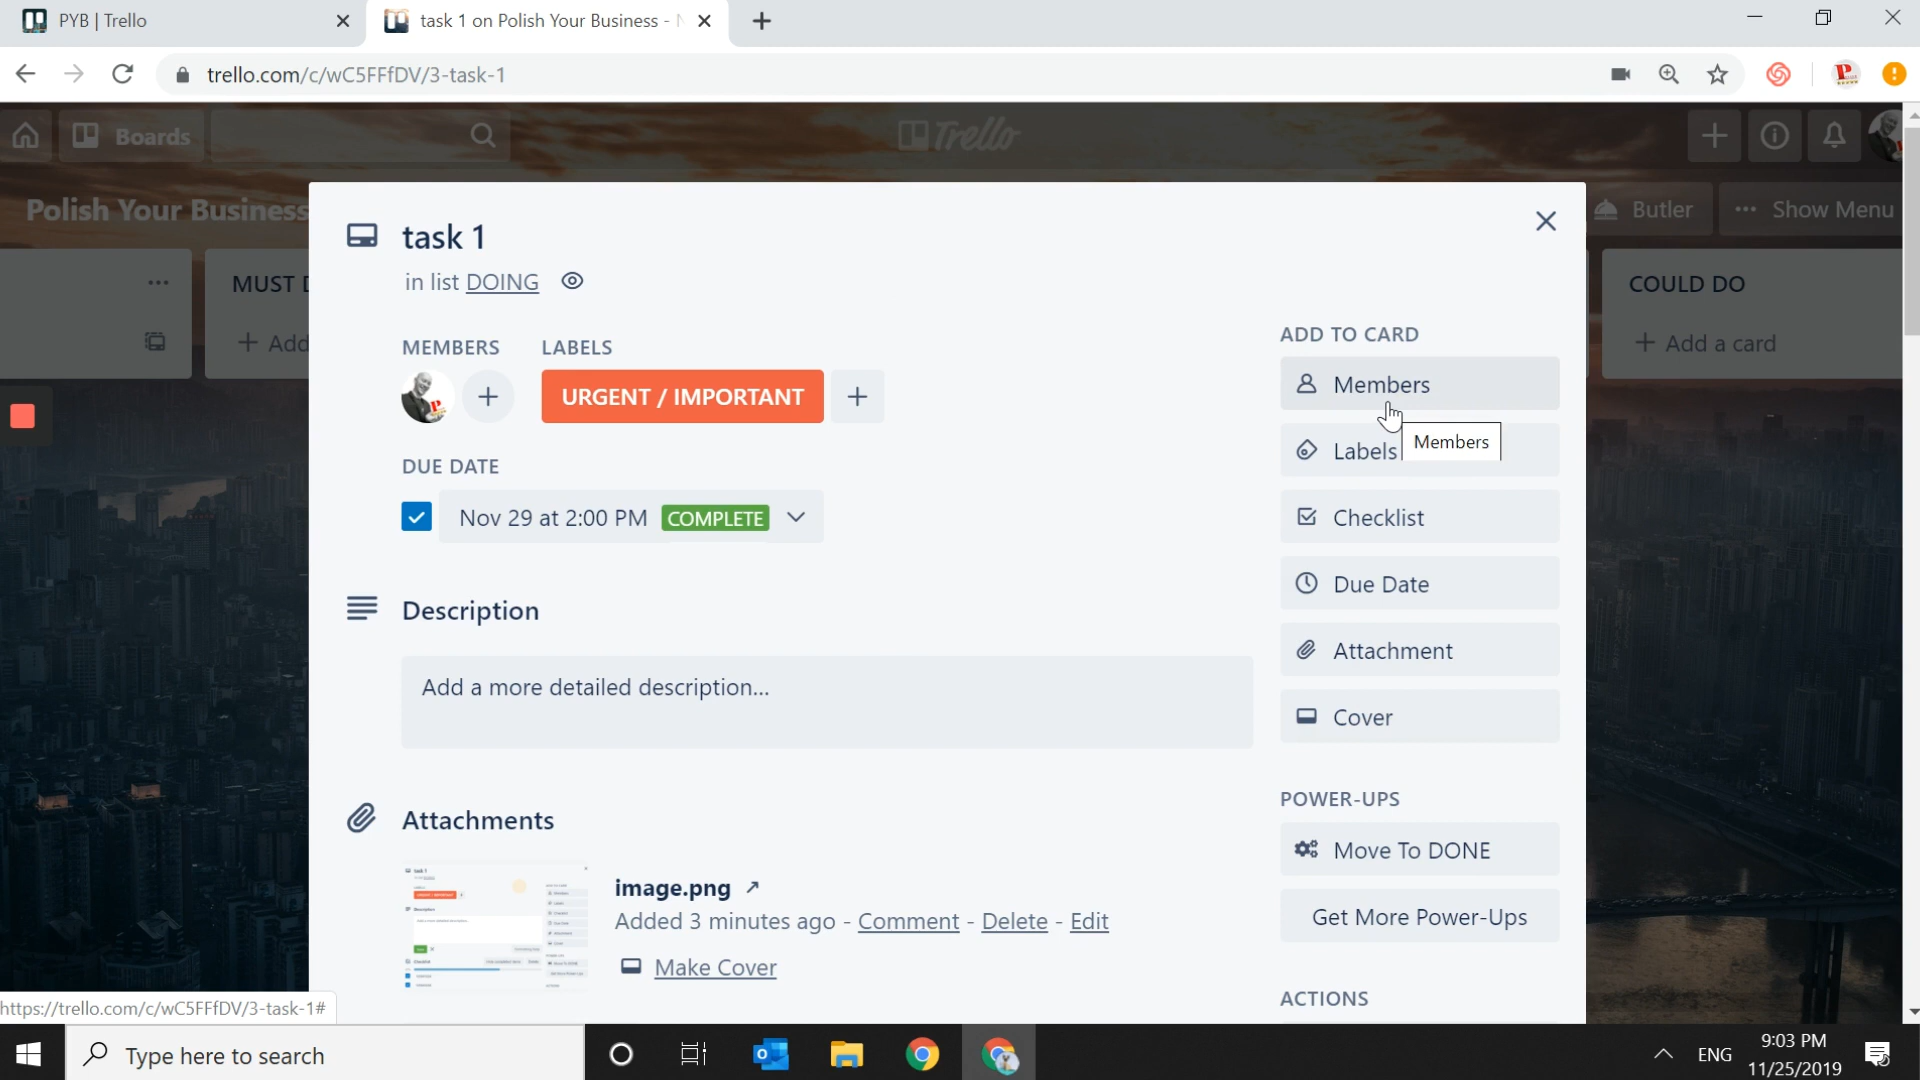 PYB | Trello
task 1 on Polish Your Business -
trello.com/c/wC5FFfDV/3-task-1
Boards
Trello
Polish Your Business
Butler
... Show Menu
task 1
in list DOING
MUST D
COULD DO
+ Add
+ Add a card
MEMBERS
LABELS
URGENT / IMPORTANT
DUE DATE
Nov 29 at 2:00 PM COMPLETE
Description
Add a more detailed description...
Attachments
image.png
Added 3 minutes ago - Comment - Delete - Edit
Make Cover
ADD TO CARD
Members
Members
Labels
Checklist
Due Date
Attachment
Cover
POWER-UPS
Move To DONE
Get More Power-Ups
ACTIONS
https://trello.com/c/wC5FFfDV/3-task-1#
Type here to search
ENG
9:03 PM
11/25/2019